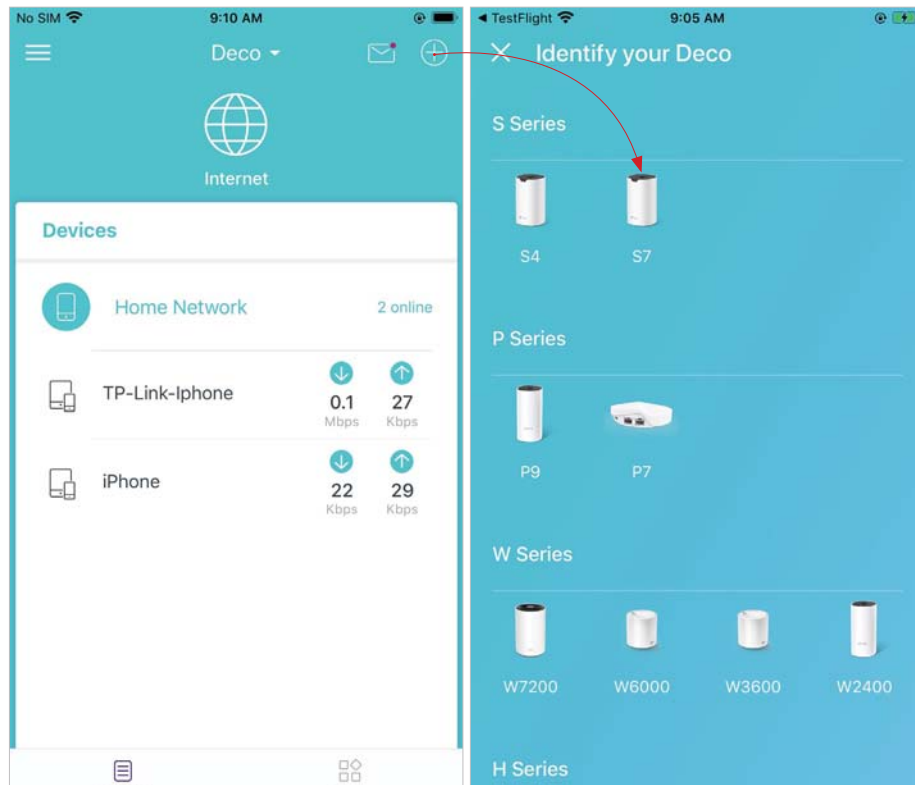 No SIM 9:10 AM
Deco
Internet
Devices
Home Network 2 online
TP-Link-Iphone 0.1 27
Mbps Kbps
iPhone 22 29
Kbps Kbps
TestFlight 9:05 AM
Identify your Deco
S Series
S4 S7
P Series
P9 P7
W Series
W7200 W6000 W3600 W2400
H Series